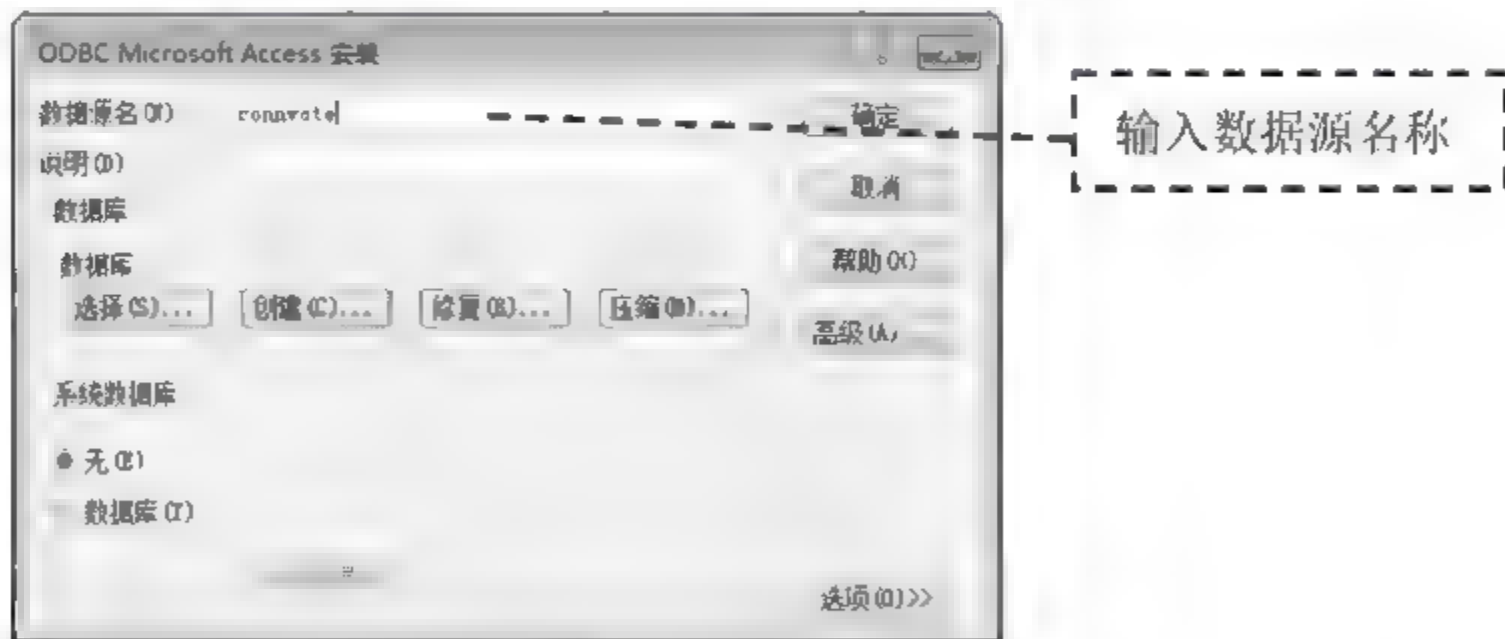 ODBC Microsoft Access 安装
数据源名(N)
connvote
输入数据源名称
说明(D)
数据库
数据库
选择(S)... 创建(C)... 修复(R)... 压缩(M)...
系统数据库
无(E)
数据库(T)
确定
取消
帮助(H)
高级(A)
选项(O)>>